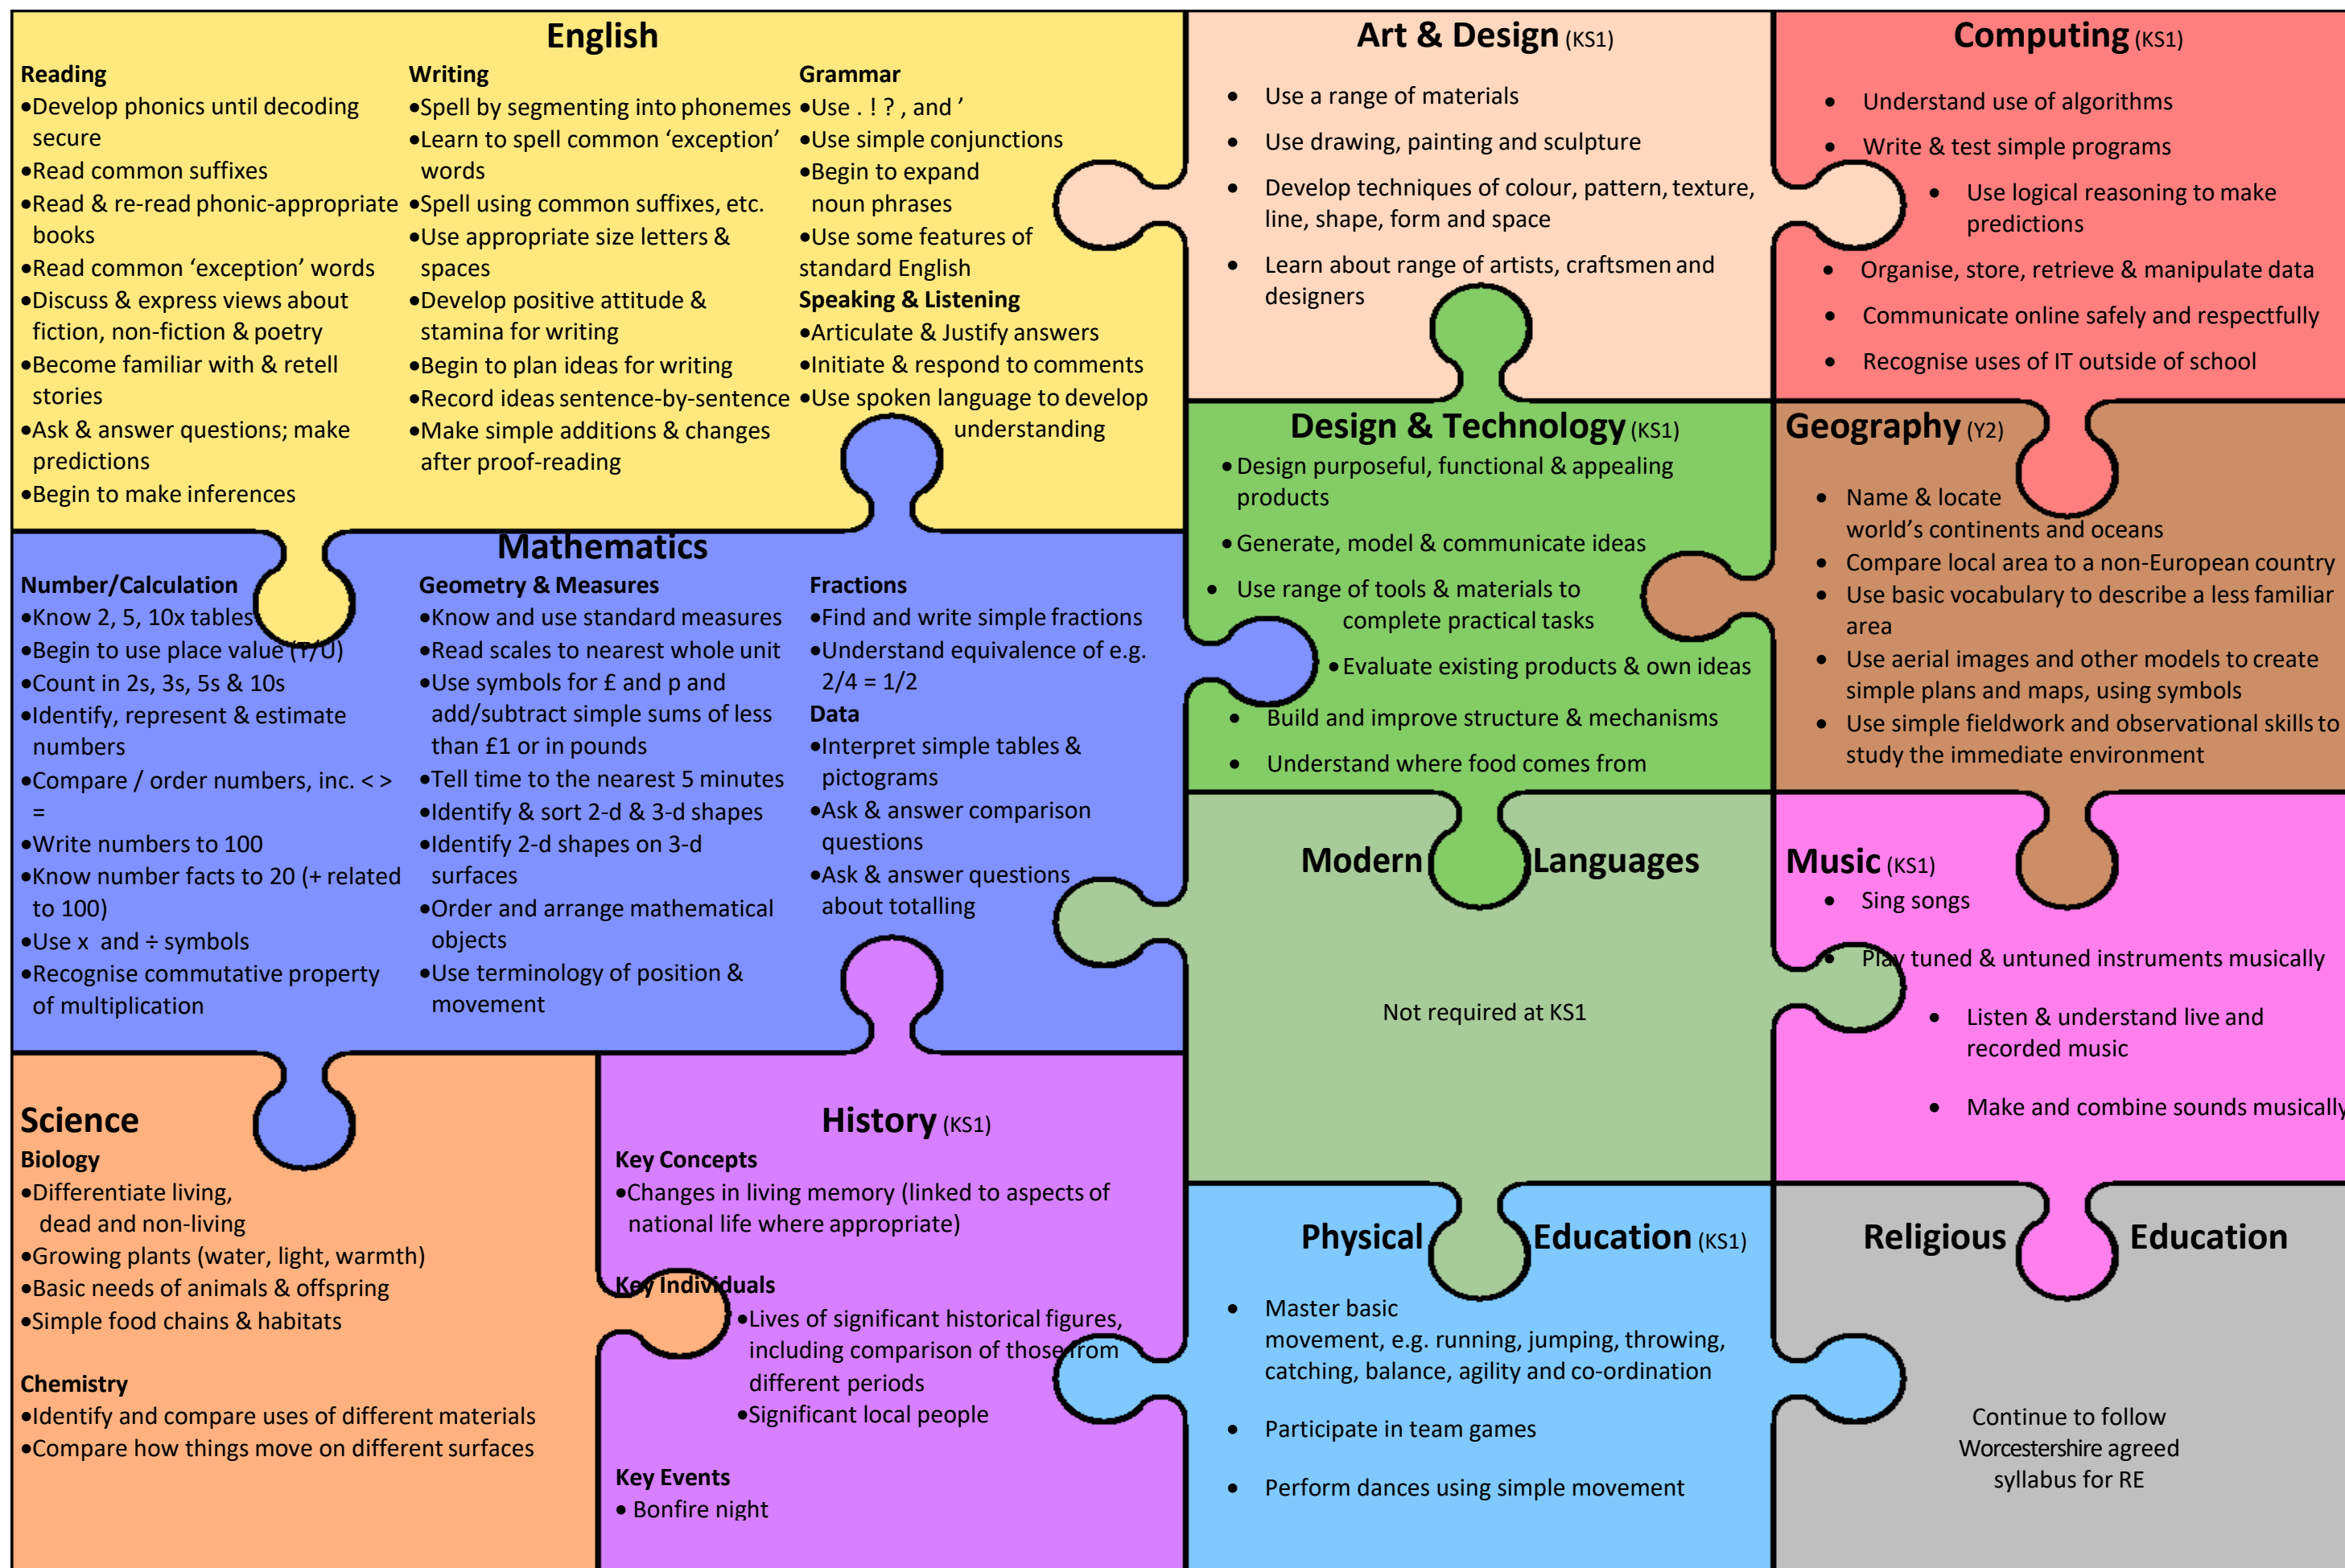 English
Reading
•Develop phonics until decoding
secure
•Read common suffixes
•Read & re-read phonic-appropriate
books
•Read common ‘exception’ words
•Discuss & express views about
fiction, non-fiction & poetry
•Become familiar with & retell
stories
•Ask & answer questions; make
predictions
•Begin to make inferences
Writing
•Spell by segmenting into phonemes
•Learn to spell common ‘exception’
words
•Spell using common suffixes, etc.
•Use appropriate size letters &
spaces
•Develop positive attitude &
stamina for writing
•Begin to plan ideas for writing
•Record ideas sentence-by-sentence
•Make simple additions & changes
after proof-reading
Grammar
•Use . ! ? , and ’
•Use simple conjunctions
•Begin to expand
noun phrases
•Use some features of
standard English
Speaking & Listening
•Articulate & Justify answers
•Initiate & respond to comments
•Use spoken language to develop
understanding
Art & Design (KS1)
• Use a range of materials
• Use drawing, painting and sculpture
• Develop techniques of colour, pattern, texture,
line, shape, form and space
• Learn about range of artists, craftsmen and
designers
Computing (KS1)
• Understand use of algorithms
• Write & test simple programs
• Use logical reasoning to make
predictions
• Organise, store, retrieve & manipulate data
• Communicate online safely and respectfully
• Recognise uses of IT outside of school
Mathematics
Number/Calculation
•Know 2, 5, 10x tables
•Begin to use place value (T/U)
•Count in 2s, 3s, 5s & 10s
•Identify, represent & estimate
numbers
•Compare / order numbers, inc. < >
=
•Write numbers to 100
•Know number facts to 20 (+ related
to 100)
•Use x and ÷ symbols
•Recognise commutative property
of multiplication
Geometry & Measures
•Know and use standard measures
•Read scales to nearest whole unit
•Use symbols for £ and p and
add/subtract simple sums of less
than £1 or in pounds
•Tell time to the nearest 5 minutes
•Identify & sort 2-d & 3-d shapes
•Identify 2-d shapes on 3-d
surfaces
•Order and arrange mathematical
objects
•Use terminology of position &
movement
Fractions
•Find and write simple fractions
•Understand equivalence of e.g.
2/4 = 1/2
Data
•Interpret simple tables &
pictograms
•Ask & answer comparison
questions
•Ask & answer questions
about totalling
Design & Technology (KS1)
• Design purposeful, functional & appealing
products
• Generate, model & communicate ideas
• Use range of tools & materials to
complete practical tasks
• Evaluate existing products & own ideas
• Build and improve structure & mechanisms
• Understand where food comes from
Geography (Y2)
• Name & locate
world’s continents and oceans
• Compare local area to a non-European country
• Use basic vocabulary to describe a less familiar
area
• Use aerial images and other models to create
simple plans and maps, using symbols
• Use simple fieldwork and observational skills to
study the immediate environment
Modern Languages
Not required at KS1
Music (KS1)
• Sing songs
• Play tuned & untuned instruments musically
• Listen & understand live and
recorded music
• Make and combine sounds musically
Science
Biology
•Differentiate living,
dead and non-living
•Growing plants (water, light, warmth)
•Basic needs of animals & offspring
•Simple food chains & habitats
Chemistry
•Identify and compare uses of different materials
•Compare how things move on different surfaces
History (KS1)
Key Concepts
•Changes in living memory (linked to aspects of
national life where appropriate)
Key Individuals
•Lives of significant historical figures,
including comparison of those from
different periods
•Significant local people
Key Events
• Bonfire night
Physical Education (KS1)
• Master basic
movement, e.g. running, jumping, throwing,
catching, balance, agility and co-ordination
• Participate in team games
• Perform dances using simple movement
Religious Education
Continue to follow
Worcestershire agreed
syllabus for RE